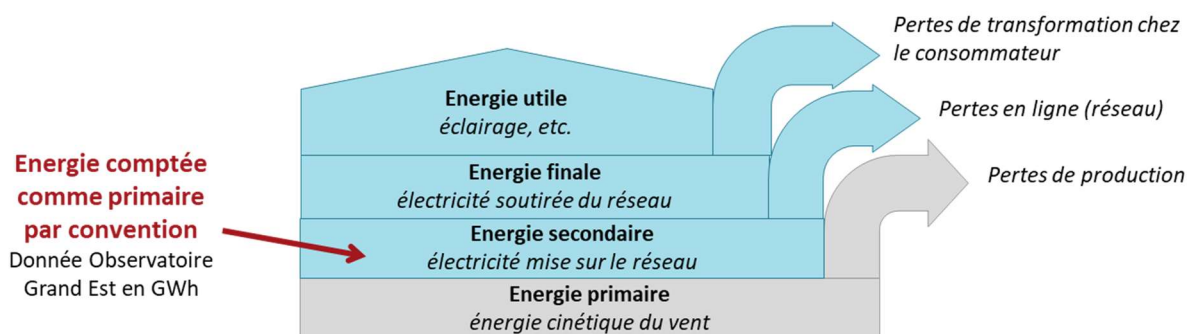 Pertes de transformation chez
le consommateur
Energie utile
éclairage, etc.
Pertes en ligne (réseau)
Energie comptée
comme primaire
par convention
Donnée Observatoire
Grand Est en GWh
Energie finale
électricité soutirée du réseau
Pertes de production
Energie secondaire
électricité mise sur le réseau
Energie primaire
énergie cinétique du vent